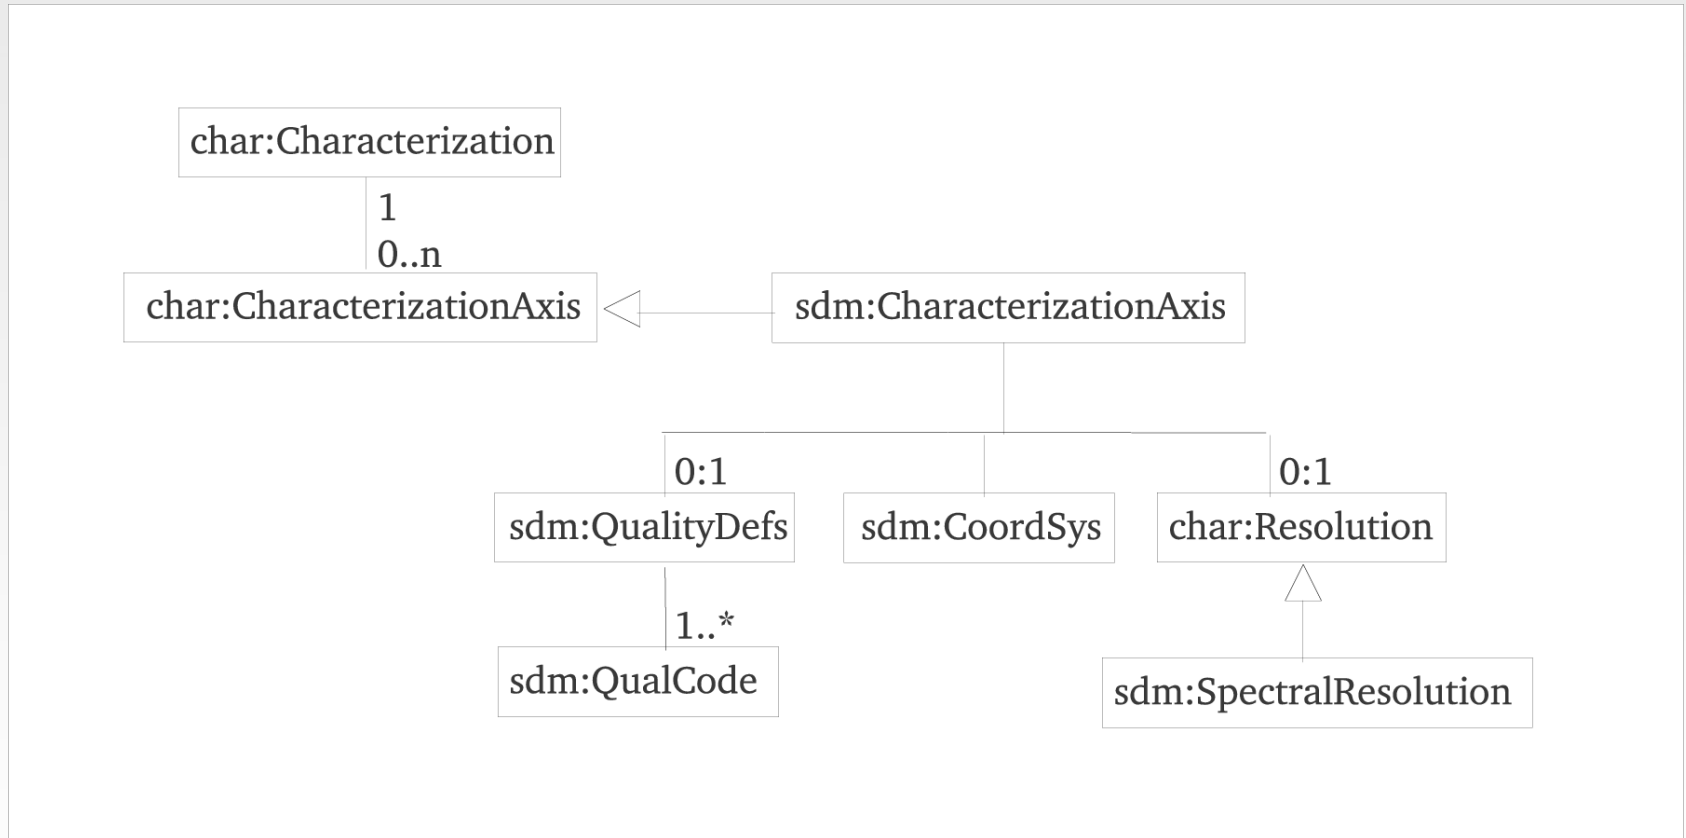 char:Characterization
1
0..n
char:CharacterizationAxis
sdm:CharacterizationAxis
0:1
0:1
sdm:QualityDefs
sdm:CoordSys
char:Resolution
1..*
sdm:QualCode
sdm:SpectralResolution